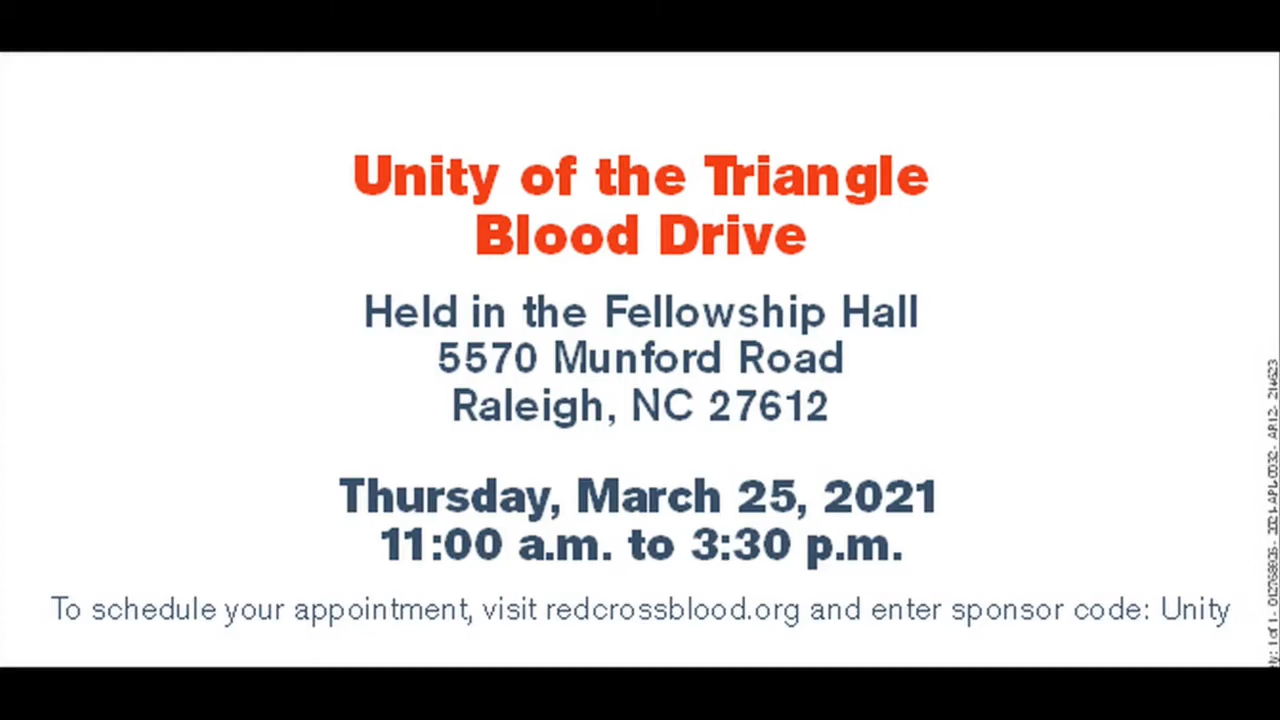 Unity of the Triangle
Blood Drive
Held in the Fellowship Hall
5570 Munford Road
Raleigh, NC 27612
Thursday, March 25, 2021
11:00 a.m. to 3:30 p.m.
To schedule your appointment, visit redcrossblood.org and enter sponsor code: Unity